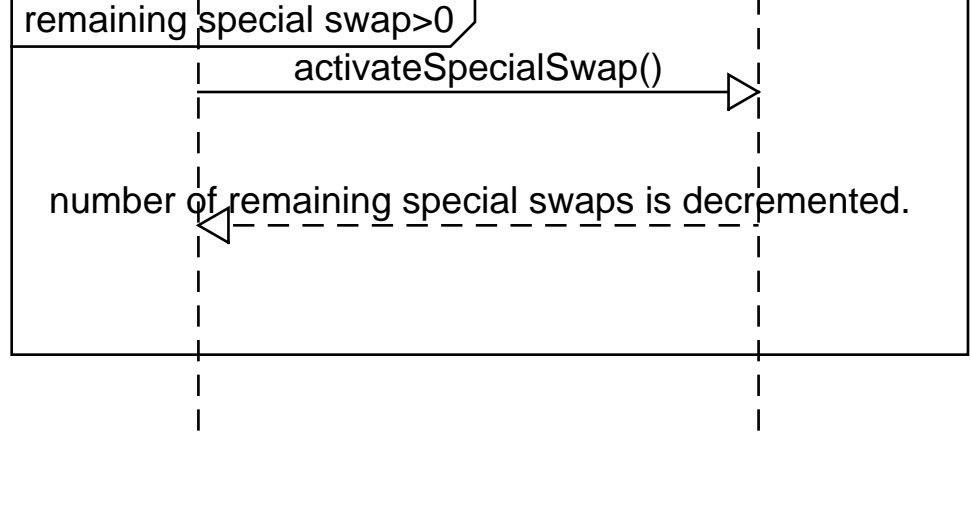 remaining special swap>0
activateSpecialSwap()
number of remaining special swaps is decremented.